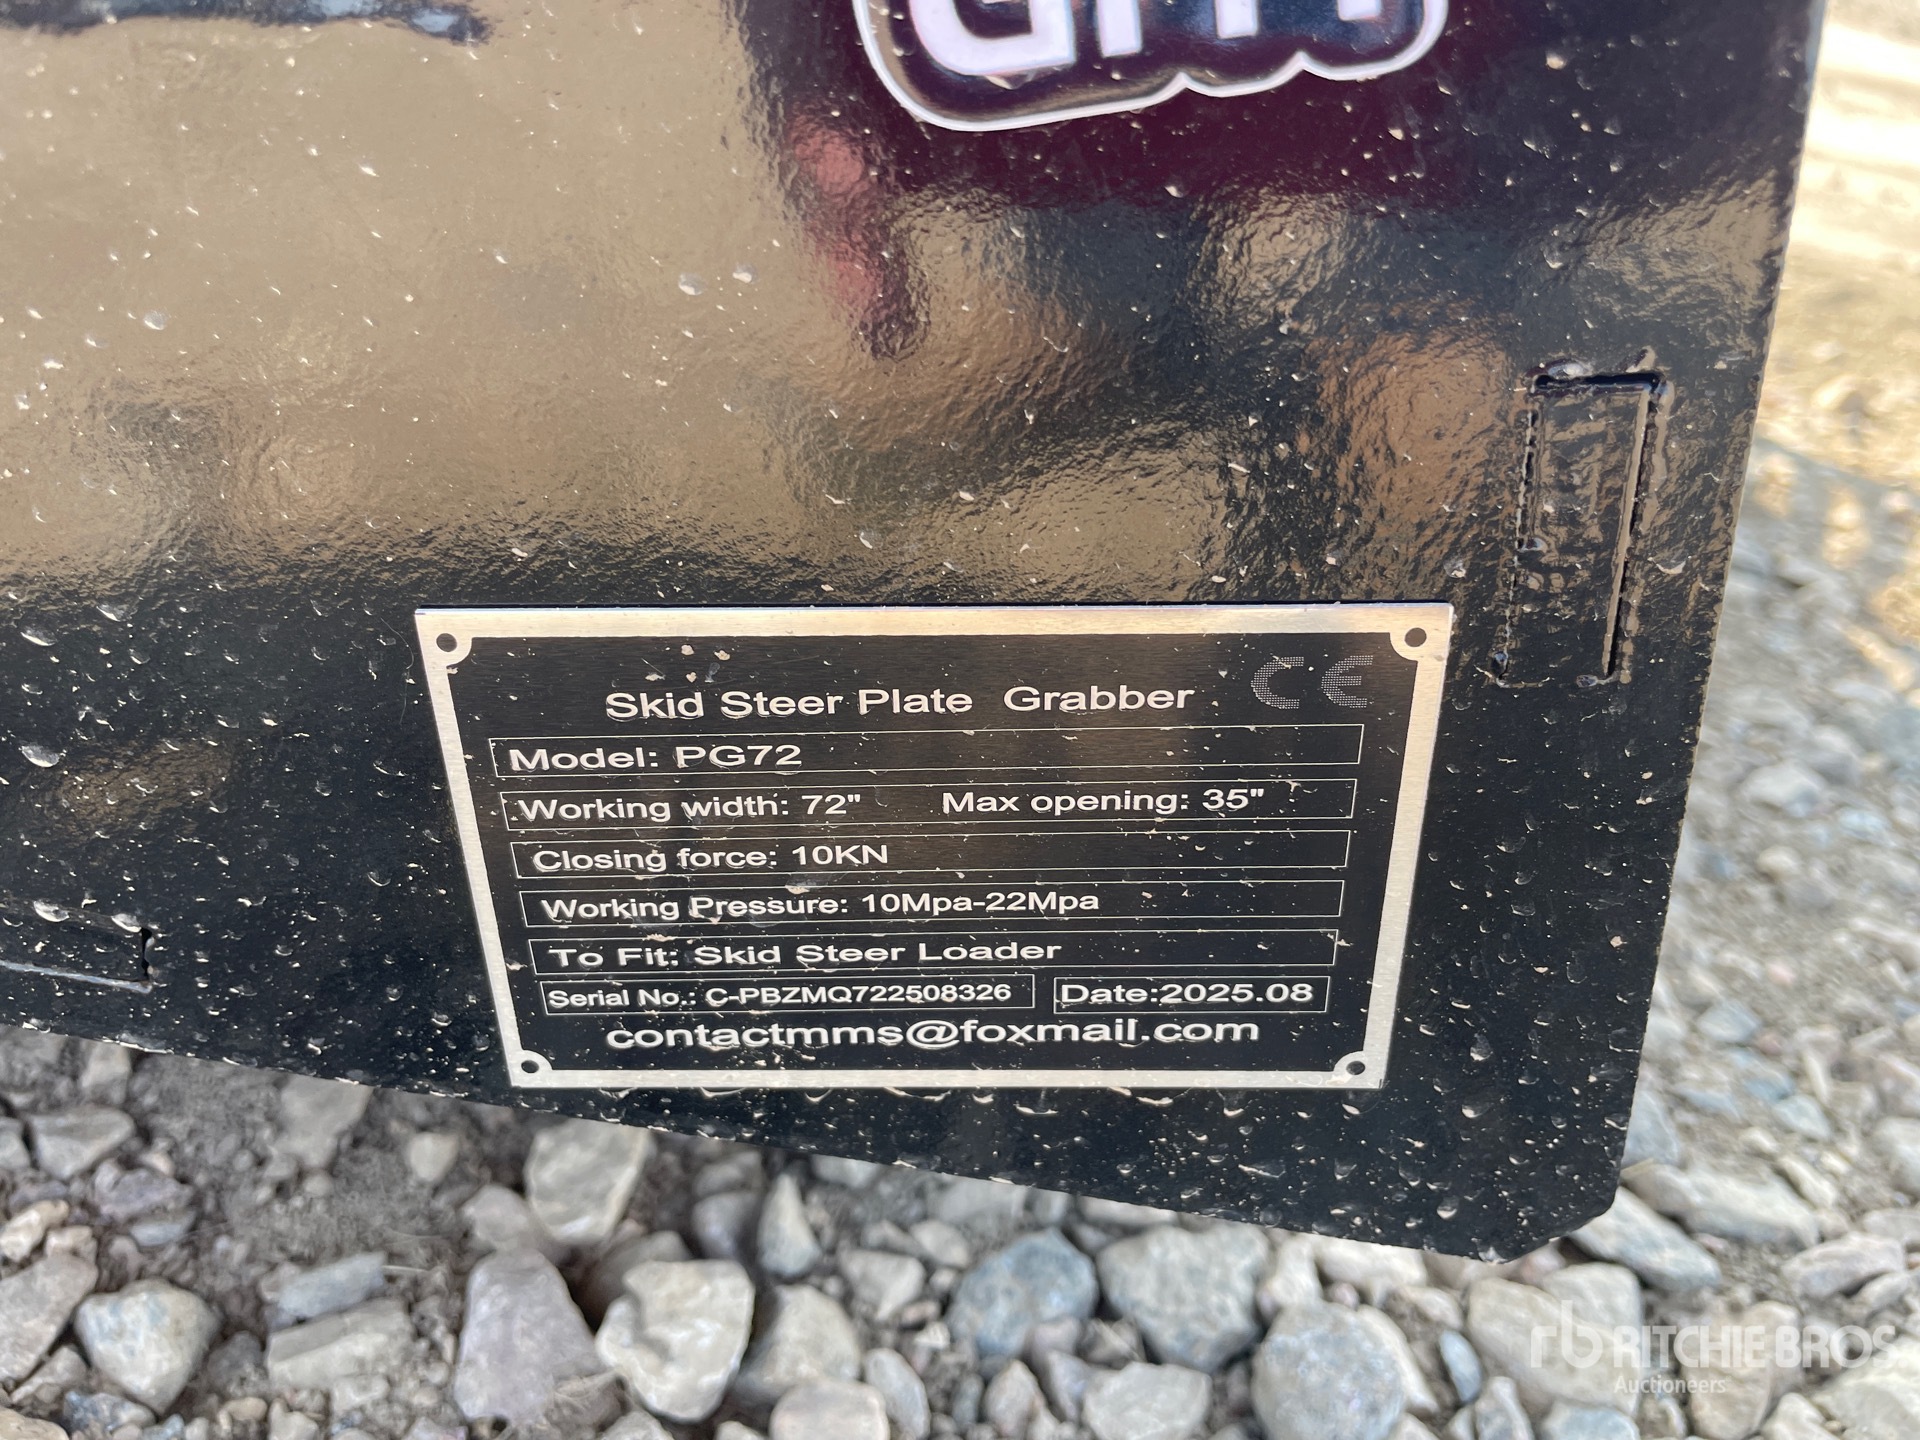 Skid Steer Plate Grabber CE
Model: PG72
Working width: 72" Max opening: 35"
Closing force: 10KN
Working Pressure: 10Mpa-22Mpa
To Fit: Skid Steer Loader
Serial No.: C-PBZMQ722508326 Date:2025.08
contactmms@foxmail.com
rb RITCHIE BROS
Auctioneers